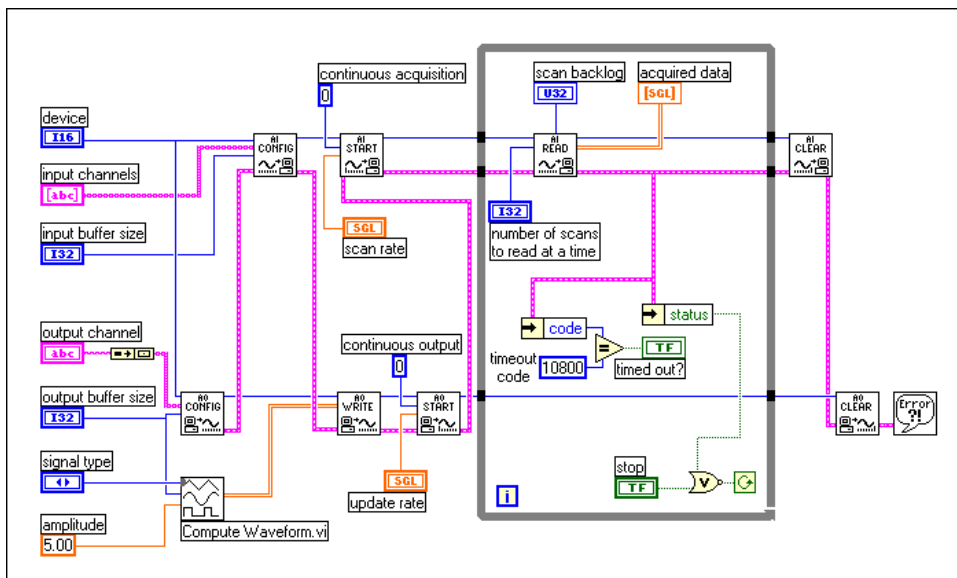 continuous acquisition
0
scan backlog
U32
acquired data
[SGL]
device
I16
AI
CONFIG
AI
START
AI
READ
AI
CLEAR
input channels
[abc]
I32
number of scans
to read at a time
SGL
scan rate
input buffer size
I32
code
status
timeout
code
10800
=
TF
timed out?
output channel
abc
continuous output
0
output buffer size
I32
AO
CONFIG
AO
WRITE
AO
START
AO
CLEAR
Error
?!
signal type
SGL
update rate
stop
TF
V
i
amplitude
5.00
Compute Waveform.vi